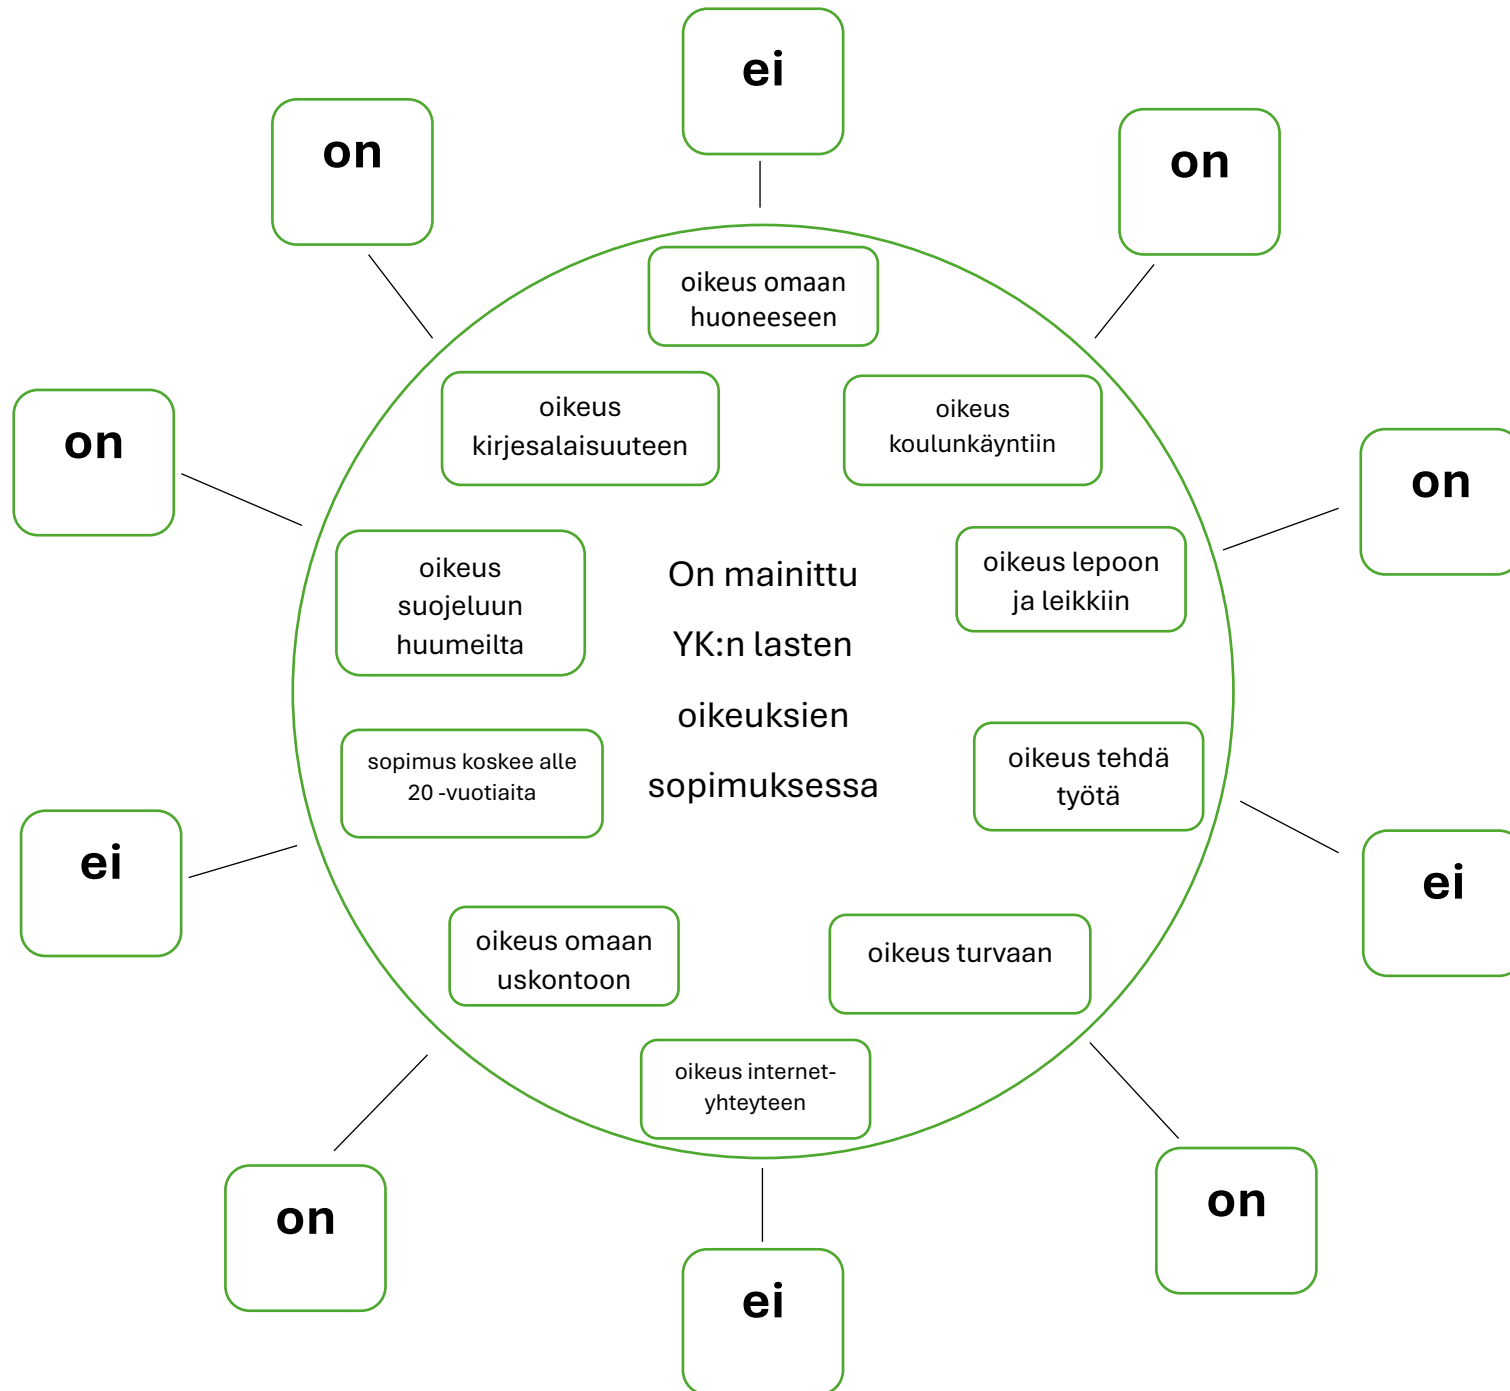 ei
on
on
oikeus omaan
huoneeseen
oikeus
kirjesalaisuuteen
oikeus
koulunkäyntiin
on
on
oikeus
suojeluun
huumeilta
On mainittu
YK:n lasten
oikeuksien
sopimuksessa
oikeus lepoon
ja leikkiin
sopimus koskee alle
20 -vuotiaita
oikeus tehdä
työtä
ei
ei
oikeus omaan
uskontoon
oikeus turvaan
oikeus internet-
yhteyteen
on
on
ei